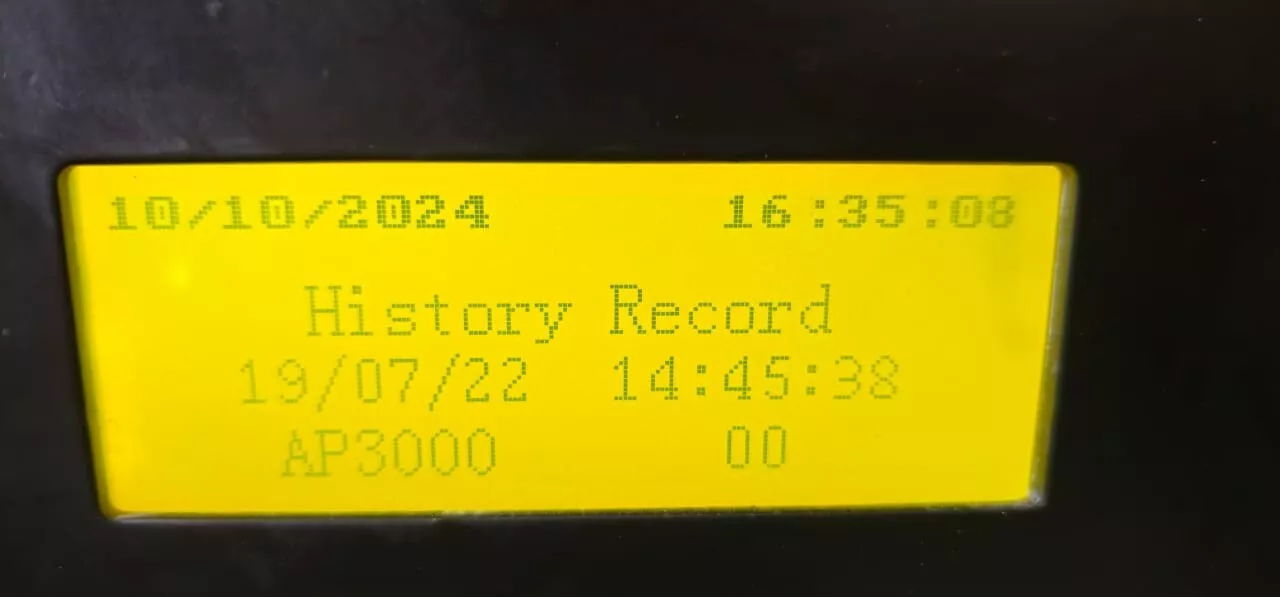 10/10/2024 16:35:08
History Record
19/07/22 14:45:38
AP3000 00